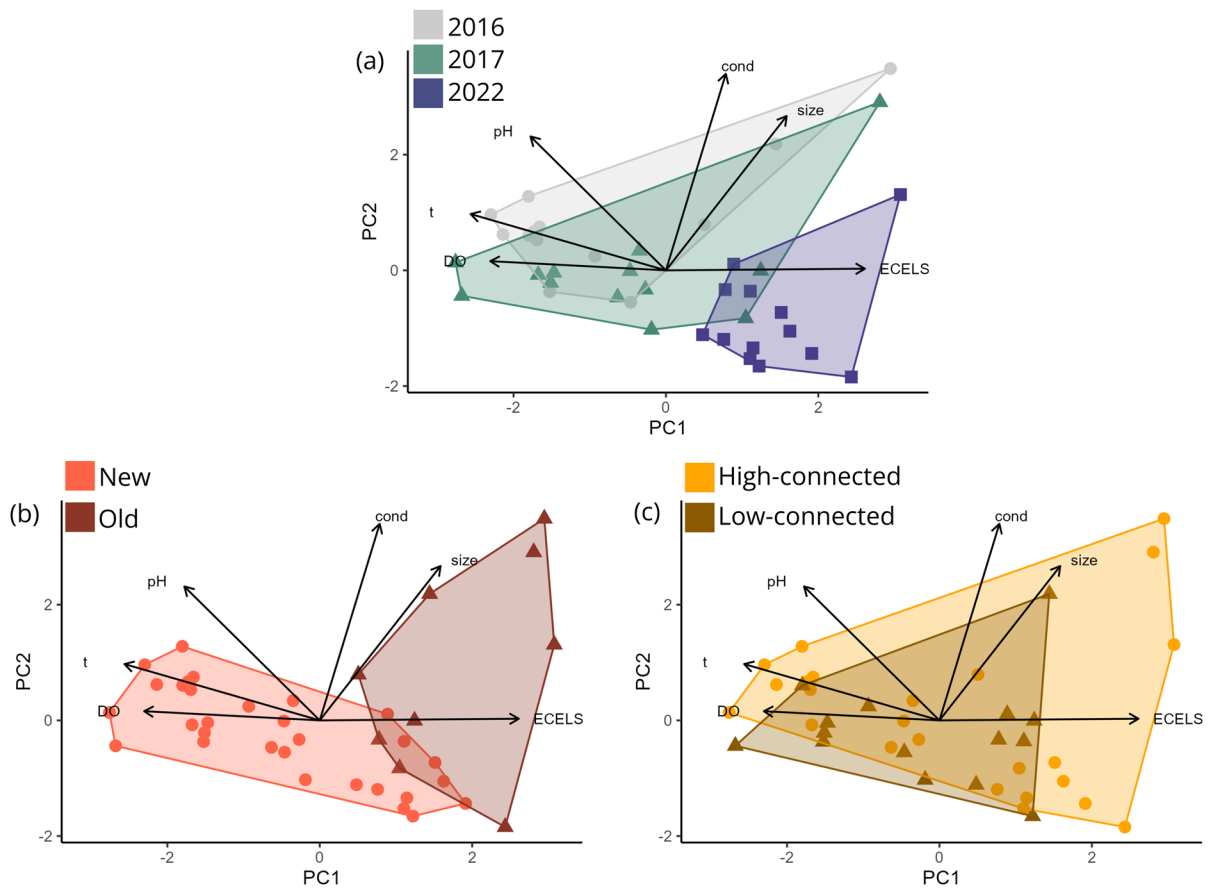 2016
(a) 2017
2022
cond
size
pH
t
DO
ECELS
PC2
2
0
-2
-2 0 2
PC1
(b) New
Old
cond
size
pH
t
DO
ECELS
PC2
2
0
-2
-2 0 2
PC1
(c) High-connected
Low-connected
cond
size
pH
t
DO
ECELS
PC2
2
0
-2
-2 0 2
PC1